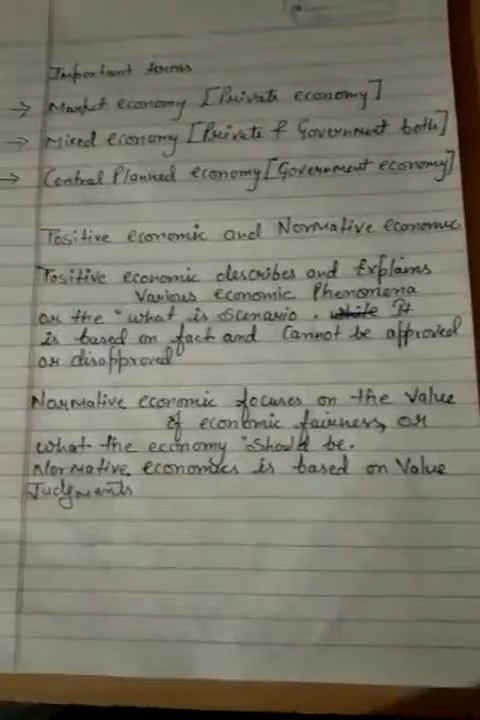 Important terms
→ Market economy [Private economy]
→ Mixed economy [Private & Government both]
→ Central Planned economy [Government economy]
Positive economic and Normative economic
Positive economic describes and Explains
Various economic Phenomena
or the "what is Scenario. while It
is based on fact and Cannot be approved
or disapproved
Normative economic focuses on the Value
of economic fairness, or
what the economy "Should be.
Normative economics is based on Value
Judgments